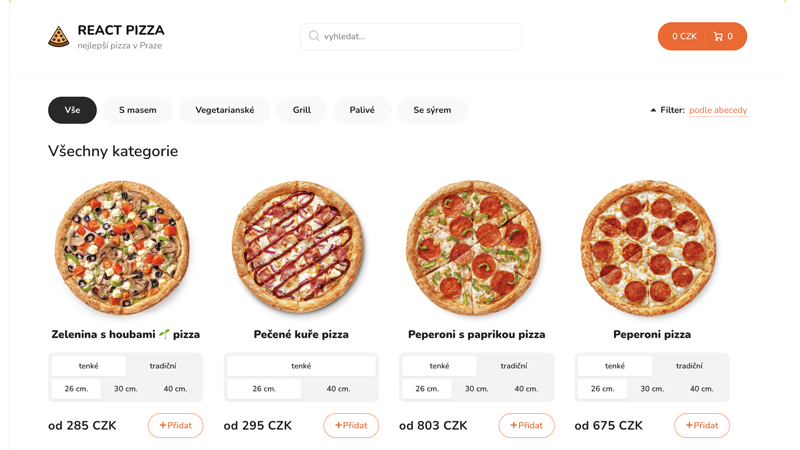 REACT PIZZA
nejlepší pizza v Praze
vyhledat...
0 CZK 0
Vše S masem Vegetarianské Grill Palivé Se sýrem
Filter: podle abecedy
Všechny kategorie
Zelenina s houbami 🌱 pizza
tenké tradiční
26 cm. 30 cm. 40 cm.
od 285 CZK +Přidat
Pečené kuře pizza
tenké
26 cm. 40 cm.
od 295 CZK +Přidat
Peperoni s paprikou pizza
tenké tradiční
26 cm. 30 cm. 40 cm.
od 803 CZK +Přidat
Peperoni pizza
tenké tradiční
26 cm. 30 cm. 40 cm.
od 675 CZK +Přidat